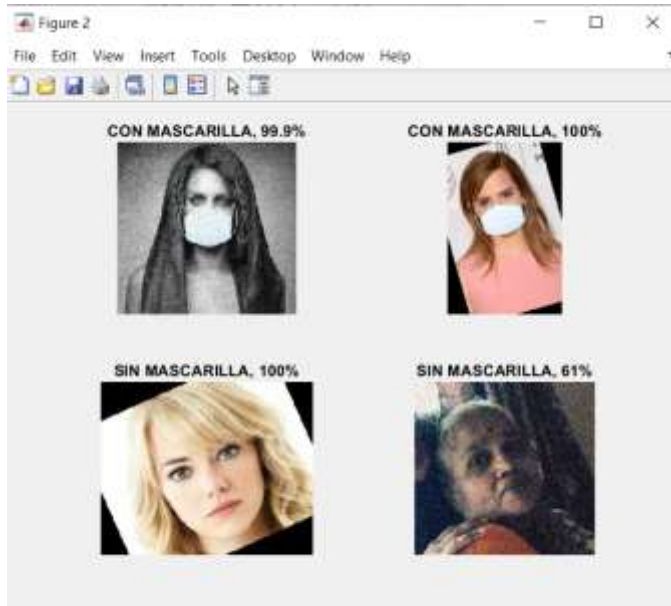 Figure 2
File Edit View Insert Tools Desktop Window Help
CON MASCARILLA, 99.9%
CON MASCARILLA, 100%
SIN MASCARILLA, 100%
SIN MASCARILLA, 61%